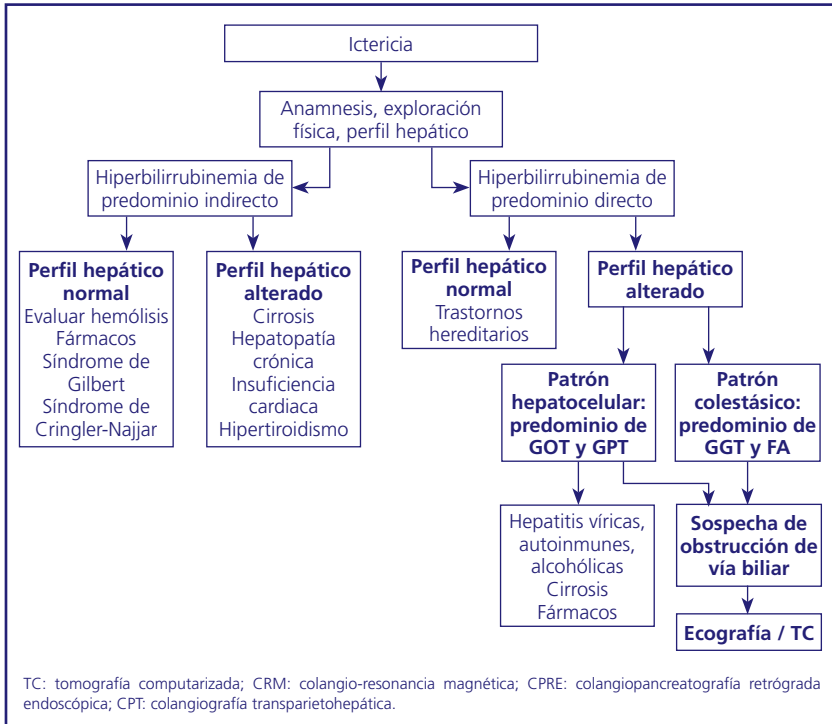 Ictericia
Anamnesis, exploración
física, perfil hepático
Hiperbilirrubinemia de
predominio indirecto
Hiperbilirrubinemia de
predominio directo
Perfil hepático
normal
Evaluar hemólisis
Fármacos
Síndrome de
Gilbert
Síndrome de
Cringler-Najjar
Perfil hepático
alterado
Cirrosis
Hepatopatía
crónica
Insuficiencia
cardiaca
Hipertiroidismo
Perfil hepático
normal
Trastornos
hereditarios
Perfil hepático
alterado
Patrón
hepatocelular:
predominio de
GOT y GPT
Patrón
colestásico:
predominio de
GGT y FA
Hepatitis víricas,
autoinmunes,
alcohólicas
Cirrosis
Fármacos
Sospecha de
obstrucción de
vía biliar
Ecografía / TC
TC: tomografía computarizada; CRM: colangio-resonancia magnética; CPRE: colangiopancreatografía retrógrada
endoscópica; CPT: colangiografía transparietohepática.